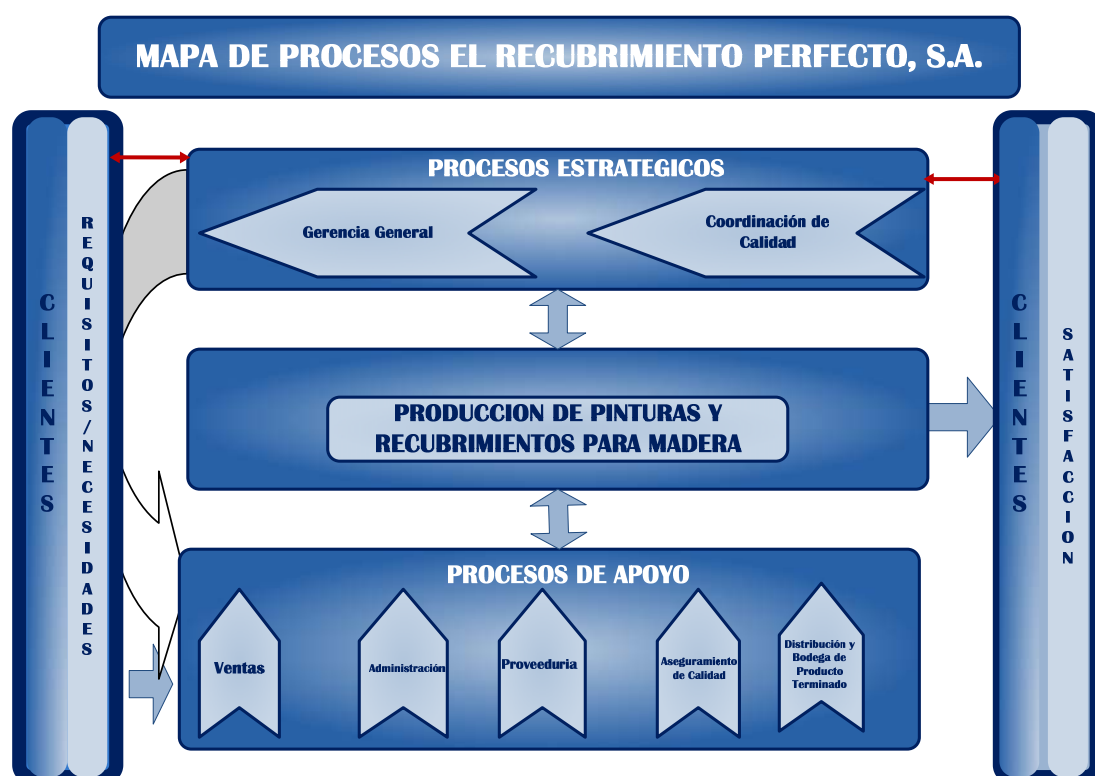 MAPA DE PROCESOS EL RECUBRIMIENTO PERFECTO, S.A.
CLIENTES
REQUISITOS/NECESIDADES
PROCESOS ESTRATEGICOS
Gerencia General
Coordinación de
Calidad
PRODUCCION DE PINTURAS Y
RECUBRIMIENTOS PARA MADERA
PROCESOS DE APOYO
Ventas
Administración
Proveeduria
Aseguramiento
de Calidad
Distribución y
Bodega de
Producto
Terminado
CLIENTES
SATISFACCION